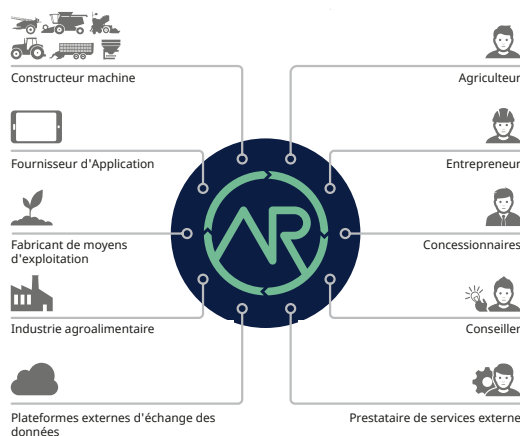 Constructeur machine
Agriculteur
Fournisseur d'Application
Entrepreneur
AR
Fabricant de moyens
d'exploitation
Concessionnaires
Industrie agroalimentaire
Conseiller
Plateformes externes d'échange des
données
Prestataire de services externe